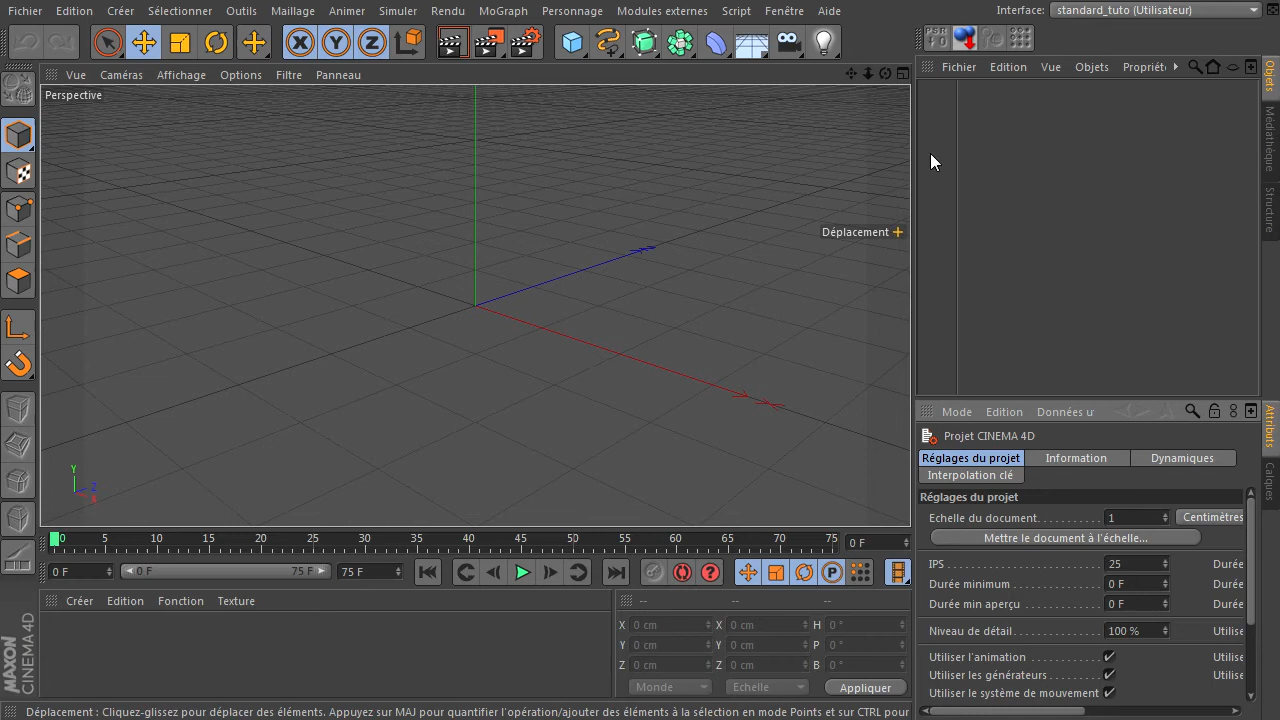 Fichier Edition Créer Sélectionner Outils Maillage Animer Simuler Rendu MoGraph Personnage Modules externes Script Fenêtre Aide Interface: standard_tuto (Utilisateur)
X Y Z
PSR
Vue Caméras Affichage Options Filtre Panneau
Fichier Edition Vue Objets Proprié
Perspective
Objets
Médiathèque
Structure
Déplacement
Y
Z
X
Mode Edition Données u
Attributs
Calques
Projet CINEMA 4D
Réglages du projet Information Dynamiques
Interpolation clé
Réglages du projet
Echelle du document 1 Centimètres
Mettre le document à l'échelle...
IPS 25 Durée
Durée minimum 0 F Durée
Durée min aperçu 0 F Durée
Niveau de détail 100 % Utilise
Utiliser l'animation Utilis
Utiliser les générateurs Utilis
Utiliser le système de mouvement
0 5 10 15 20 25 30 35 40 45 50 55 60 65 70 75 0 F
0 F 0 F 75 F 75 F P
Créer Edition Fonction Texture
-- -- --
X 0 cm X 0 cm H 0 °
Y 0 cm Y 0 cm P 0 °
Z 0 cm Z 0 cm B 0 °
Monde Echelle Appliquer
MAXON CINEMA 4D
Déplacement : Cliquez-glissez pour déplacer des éléments. Appuyez sur MAJ pour quantifier l'opération/ajouter des éléments à la sélection en mode Points et sur CTRL pour